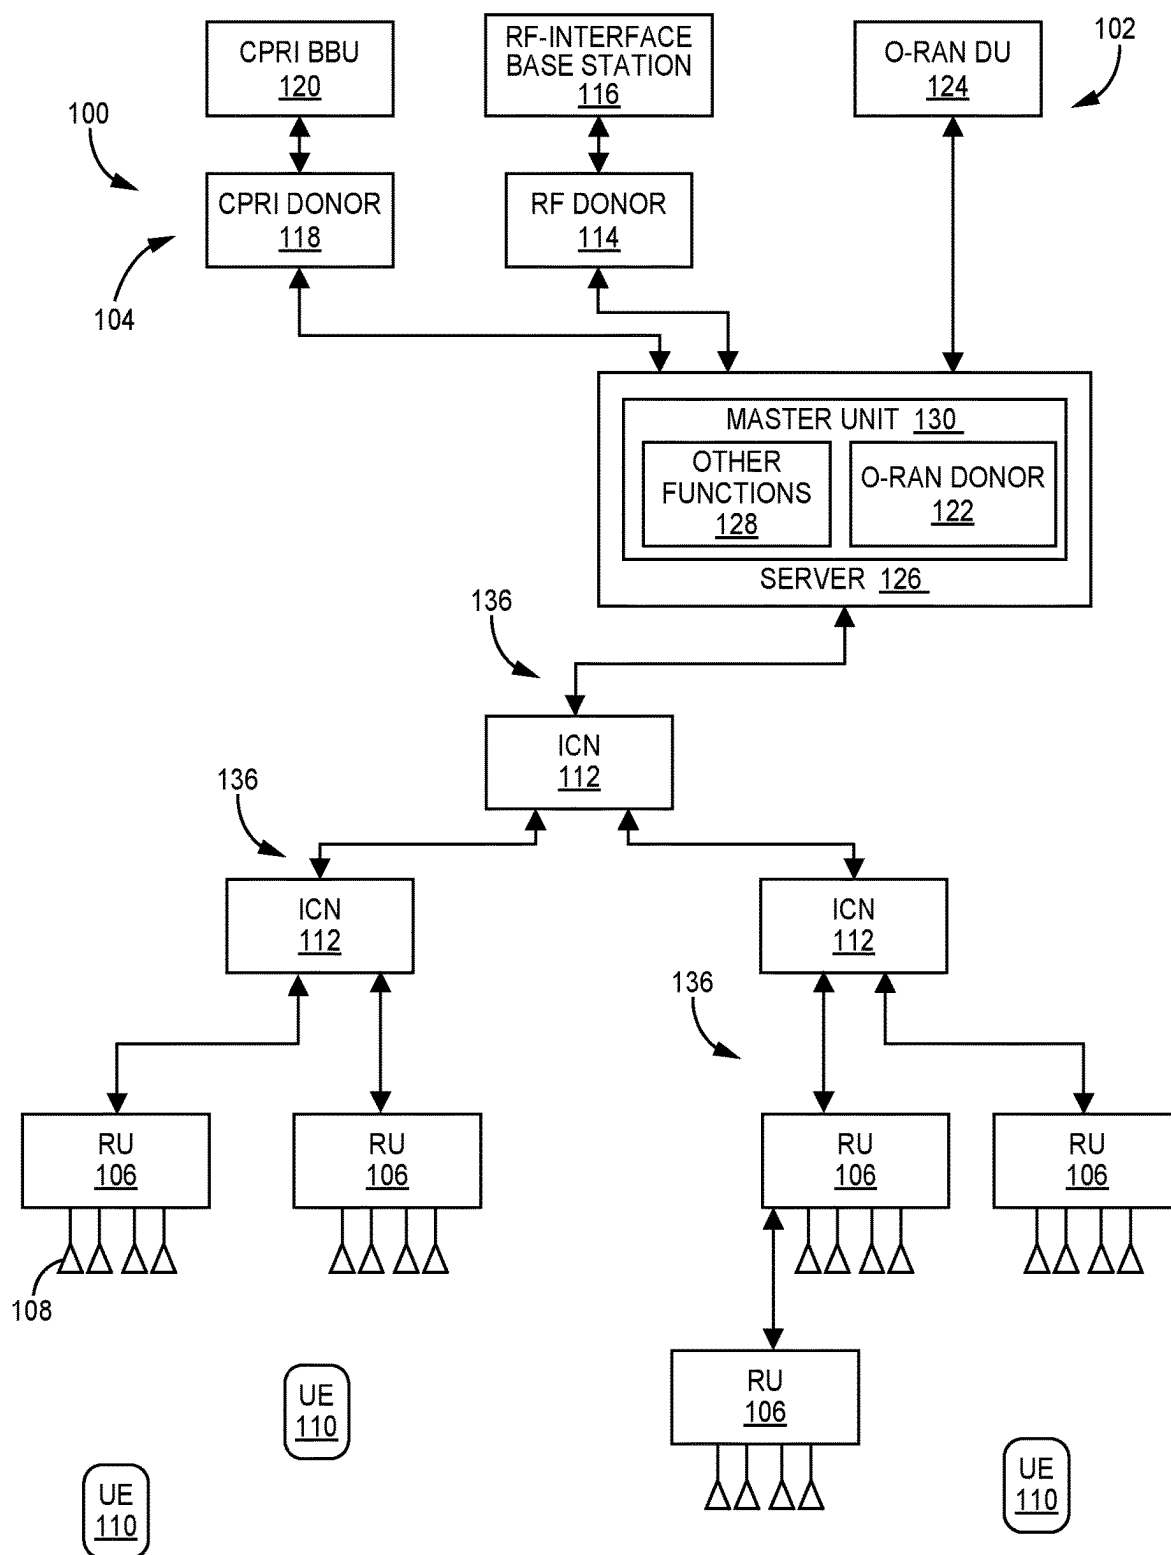 CPRI BBU
120
RF-INTERFACE
BASE STATION
116
O-RAN DU
124
102
100
CPRI DONOR
118
RF DONOR
114
104
MASTER UNIT 130
OTHER
FUNCTIONS
128
O-RAN DONOR
122
SERVER 126
136
ICN
112
136
ICN
112
ICN
112
136
RU
106
RU
106
RU
106
RU
106
108
RU
106
UE
110
UE
110
UE
110